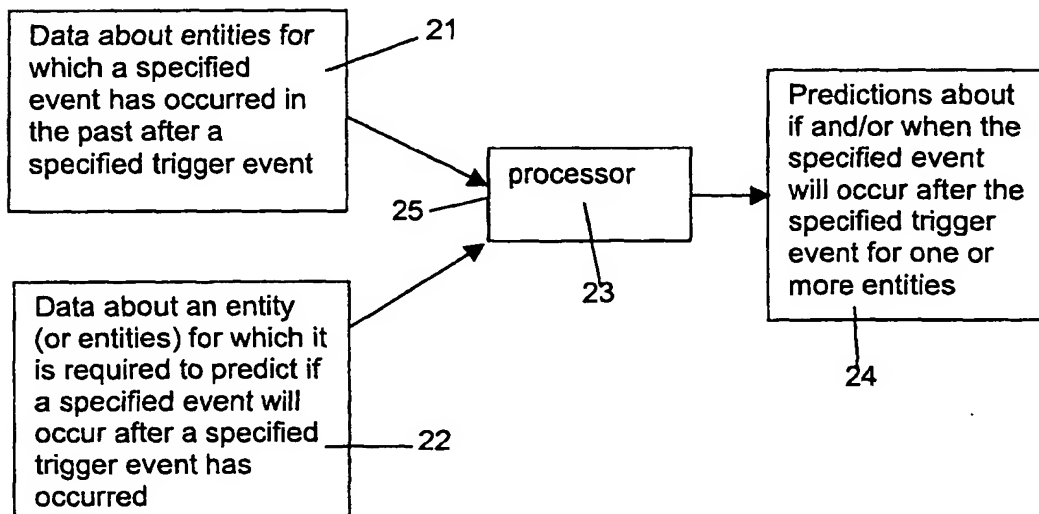 Data about entities for
which a specified
event has occurred in
the past after a
specified trigger event
21
Data about an entity
(or entities) for which it
is required to predict if
a specified event will
occur after a specified
trigger event has
occurred
22
processor
25
23
Predictions about
if and/or when the
specified event
will occur after the
specified trigger
event for one or
more entities
24